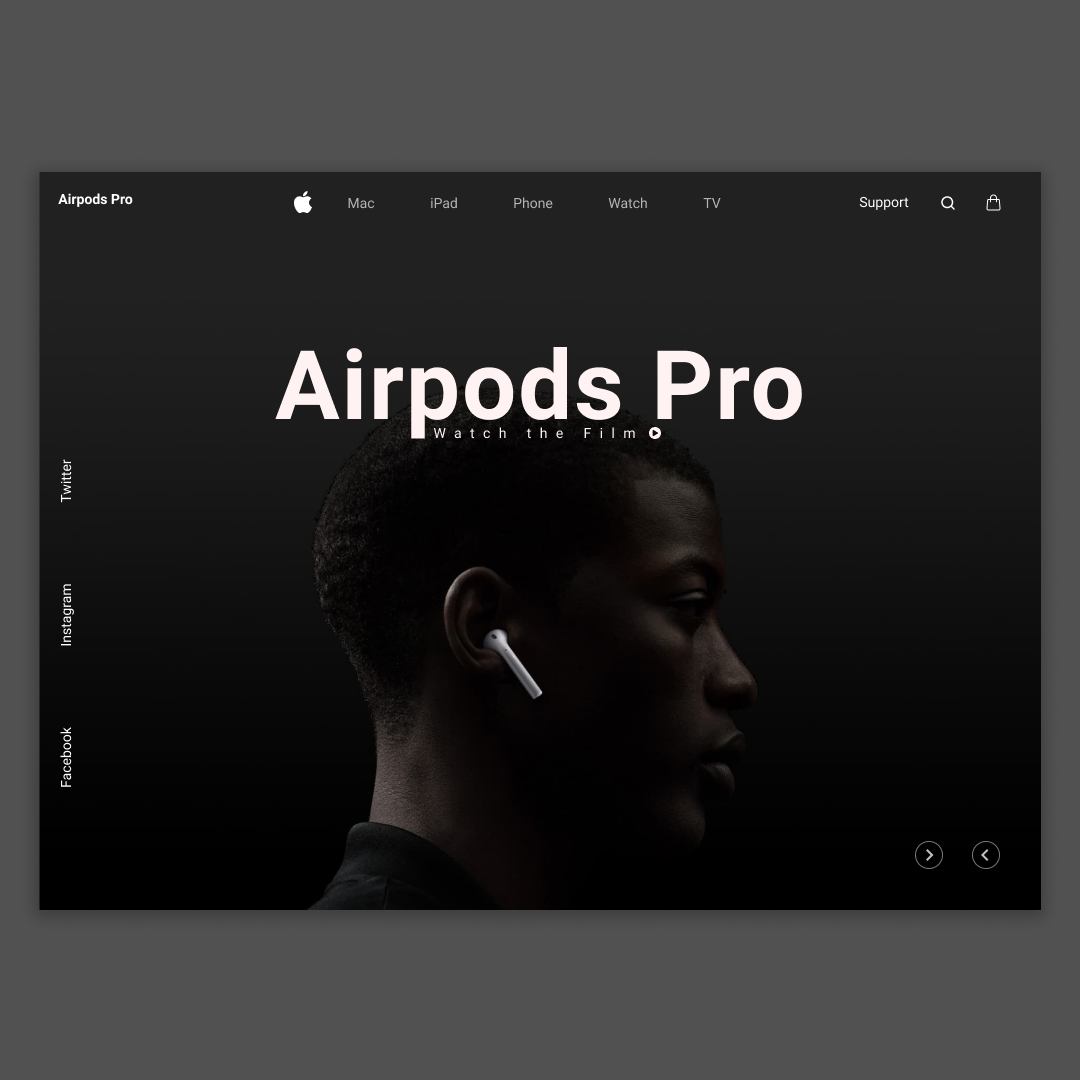 Airpods Pro
Mac iPad Phone Watch TV
Support
Airpods Pro
Watch the Film
Twitter
Instagram
Facebook